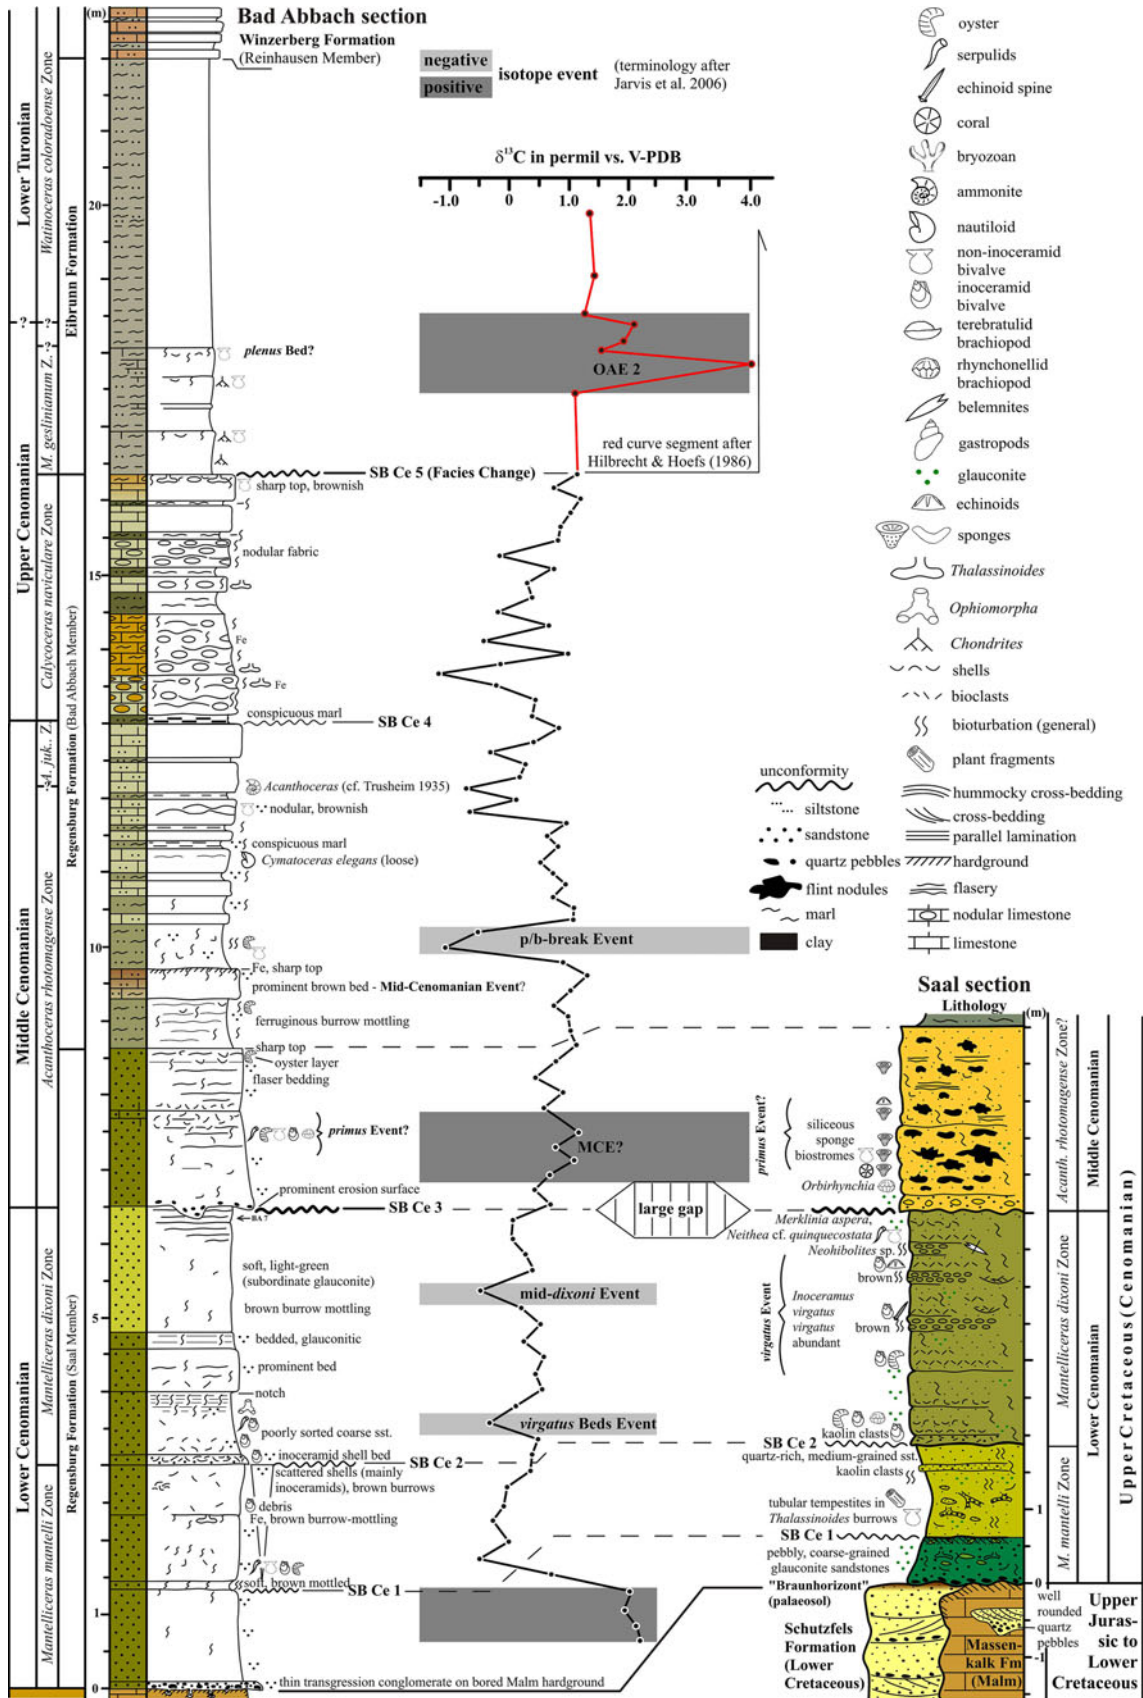 (m)
Bad Abbach section
Winzerberg Formation
(Reinhausen Member)
negative
positive
isotope event
(terminology after
Jarvis et al. 2006)
δ13C in permil vs. V-PDB
-1.0
0
1.0
2.0
3.0
4.0
Lower Turonian
Watinoceras coloradoense Zone
Eibrunn Formation
20
?
?
?
plenus Bed?
OAE 2
M. geslinianum Z.
red curve segment after
Hilbrecht & Hoefs (1986)
SB Ce 5 (Facies Change)
sharp top, brownish
Upper Cenomanian
Calycoceras naviculare Zone
nodular fabric
15
Fe
Fe
conspicuous marl
SB Ce 4
Regensburg Formation (Bad Abbach Member)
A. juk.. Z.
?
Acanthoceras (cf. Trusheim 1935)
nodular, brownish
conspicuous marl
Cymatoceras elegans (loose)
Middle Cenomanian
Acanthoceras rhotomagense Zone
p/b-break Event
10
Fe, sharp top
prominent brown bed - Mid-Cenomanian Event?
ferruginous burrow mottling
sharp top
oyster layer
flaser bedding
primus Event?
MCE?
prominent erosion surface
SB Ce 3
BA 7
large gap
soft, light-green
(subordinate glauconite)
mid-dixoni Event
brown burrow mottling
5
bedded, glauconitic
prominent bed
notch
virgatus Beds Event
poorly sorted coarse sst.
inoceramid shell bed
SB Ce 2
scattered shells (mainly
inoceramids), brown burrows
debris
Fe, brown burrow-mottling
soft, brown mottled
SB Ce 1
1
thin transgression conglomerate on bored Malm hardground
0
Lower Cenomanian
Mantelliceras dixoni Zone
Mantelliceras mantelli Zone
Regensburg Formation (Saal Member)
oyster
serpulids
echinoid spine
coral
bryozoan
ammonite
nautiloid
non-inoceramid
bivalve
inoceramid
bivalve
terebratulid
brachiopod
rhynchonellid
brachiopod
belemnites
gastropods
glauconite
echinoids
sponges
Thalassinoides
Ophiomorpha
Chondrites
shells
bioclasts
bioturbation (general)
plant fragments
unconformity
siltstone
sandstone
quartz pebbles
flint nodules
marl
clay
hummocky cross-bedding
cross-bedding
parallel lamination
hardground
flasery
nodular limestone
limestone
Saal section
Lithology
(m)
primus Event?
siliceous
sponge
biostromes
Orbirhynchia
Merklinia aspera,
Neithea cf. quinquecostata
Neohibolites sp.
brown
virgatus Event
Inoceramus
virgatus
virgatus
abundant
brown
kaolin clasts
SB Ce 2
quartz-rich, medium-grained sst.
kaolin clasts
tubular tempestites in
Thalassinoides burrows
SB Ce 1
pebbly, coarse-grained
glauconite sandstones
"Braunhorizont"
(palaeosol)
Schutzfels
Formation
(Lower
Cretaceous)
Massen-
kalk Fm
(Malm)
well
rounded
quartz
pebbles
1
0
-1
Upper
Juras-
sic to
Lower
Cretaceous
Acanth. rhotomagense Zone?
Middle Cenomanian
Mantelliceras dixoni Zone
M. mantelli Zone
Lower Cenomanian
Upper Cretaceous (Cenomanian)